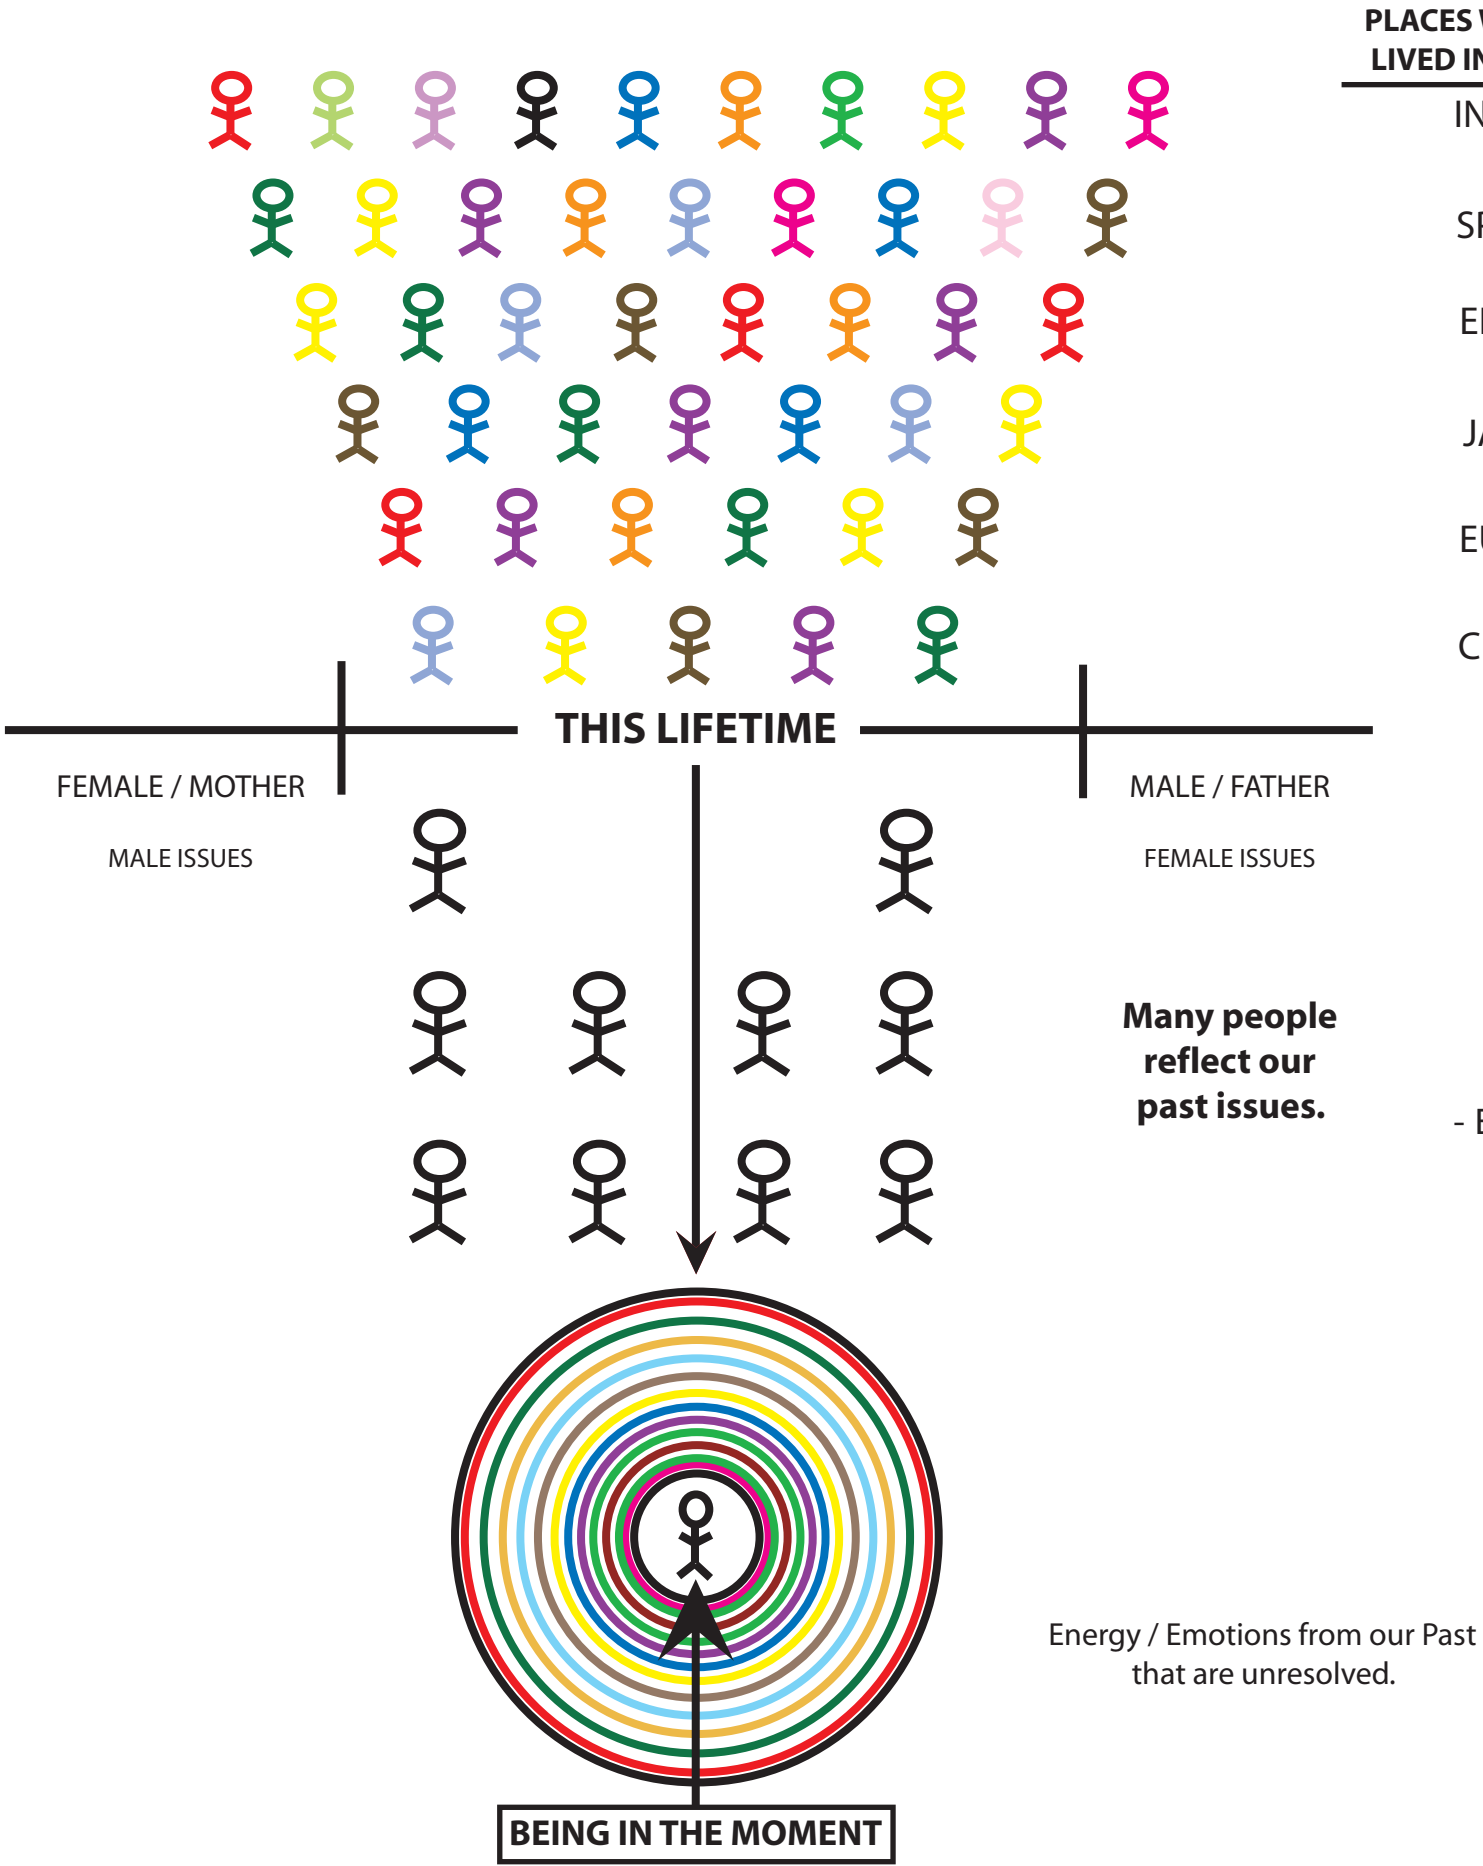 PLACES
LIVED
THIS LIFETIME
FEMALE / MOTHER
MALE / FATHER
MALE ISSUES
FEMALE ISSUES
Many people
reflect our
past issues.
Energy / Emotions from our Past
that are unresolved.
BEING IN THE MOMENT